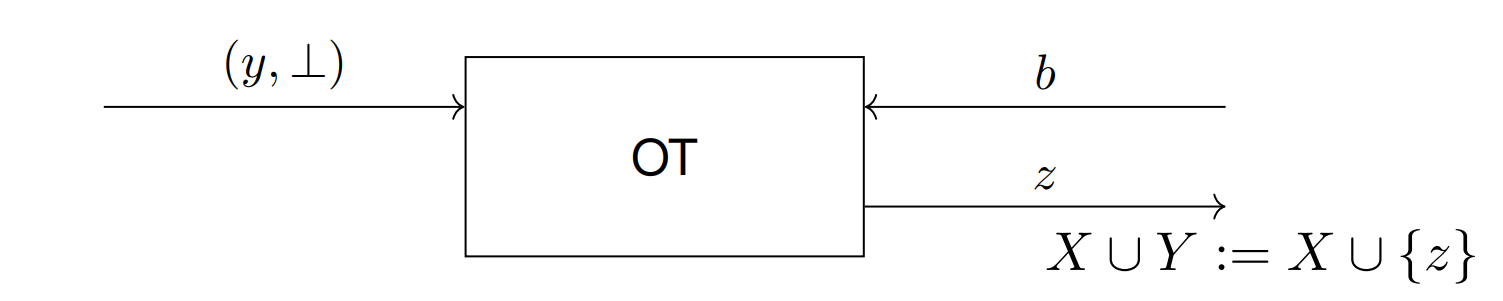 (y, ⊥)
b
OT
z
X ∪ Y := X ∪ {z}